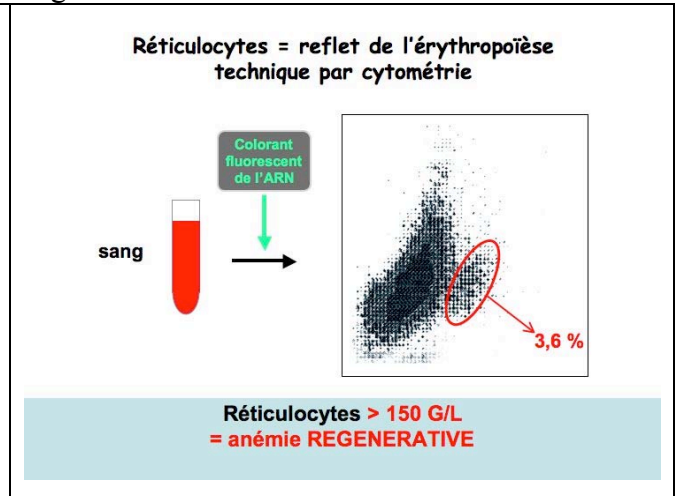 Réticulocytes = reflet de l'érythropoïèse
technique par cytométrie
Colorant
fluorescent
de l'ARN
sang
3,6 %
Réticulocytes > 150 G/L
= anémie REGENERATIVE